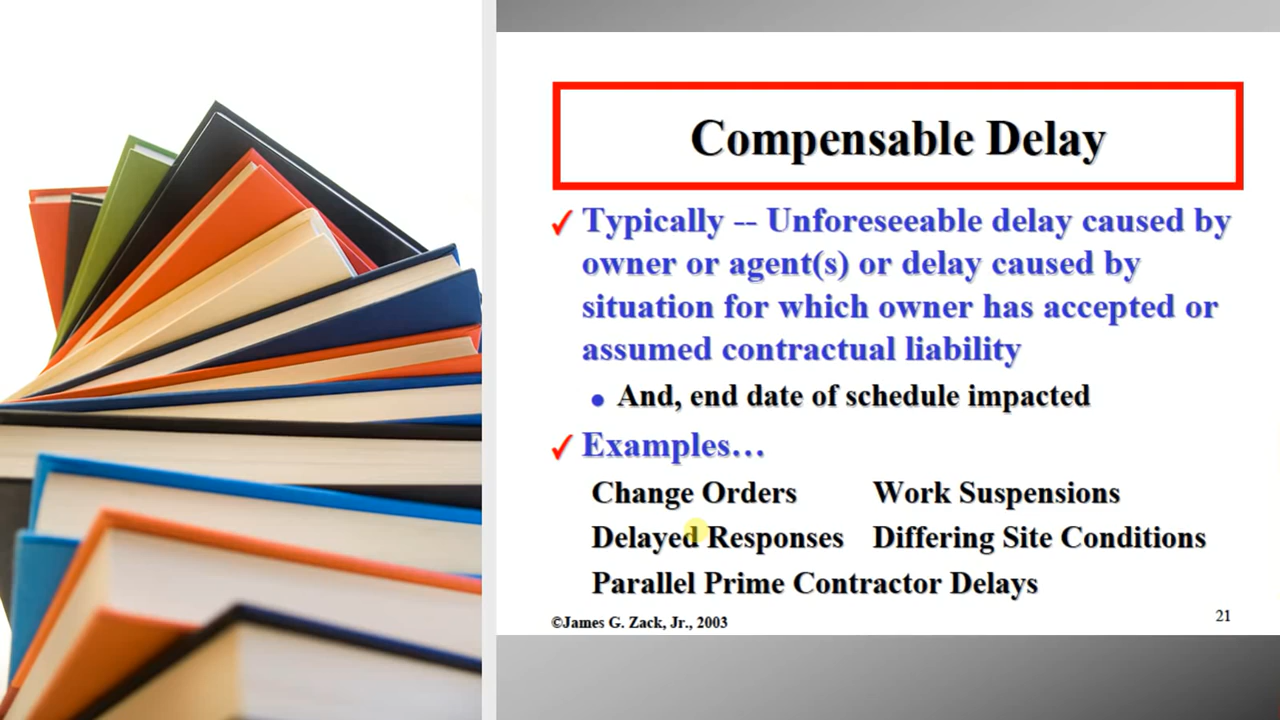 Compensable Delay
Typically -- Unforeseeable delay caused by
owner or agent(s) or delay caused by
situation for which owner has accepted or
assumed contractual liability
And, end date of schedule impacted
Examples…
Change Orders Work Suspensions
Delayed Responses Differing Site Conditions
Parallel Prime Contractor Delays
©James G. Zack, Jr., 2003
21